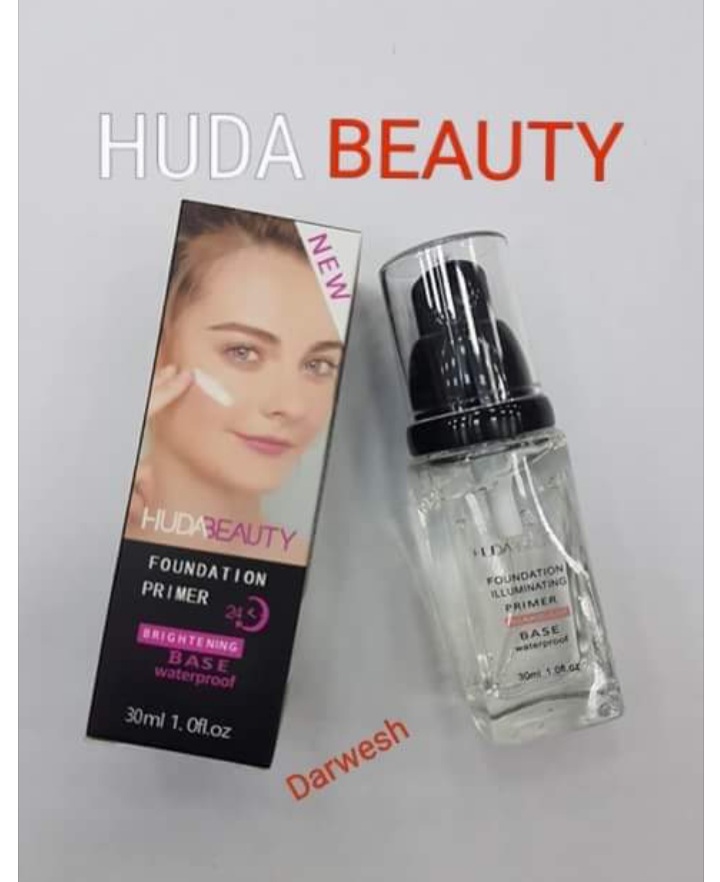 HUDA BEAUTY
NEW
HUDABEAUTY
FOUNDATION
PRIMER
24
BRIGHTENING
BASE
waterproof
30ml 1.0fl.oz
HUDA
FOUNDATION
ILLUMINATING
PRIMER
BASE
waterproof
30ml 1.0fl.oz
Darwesh